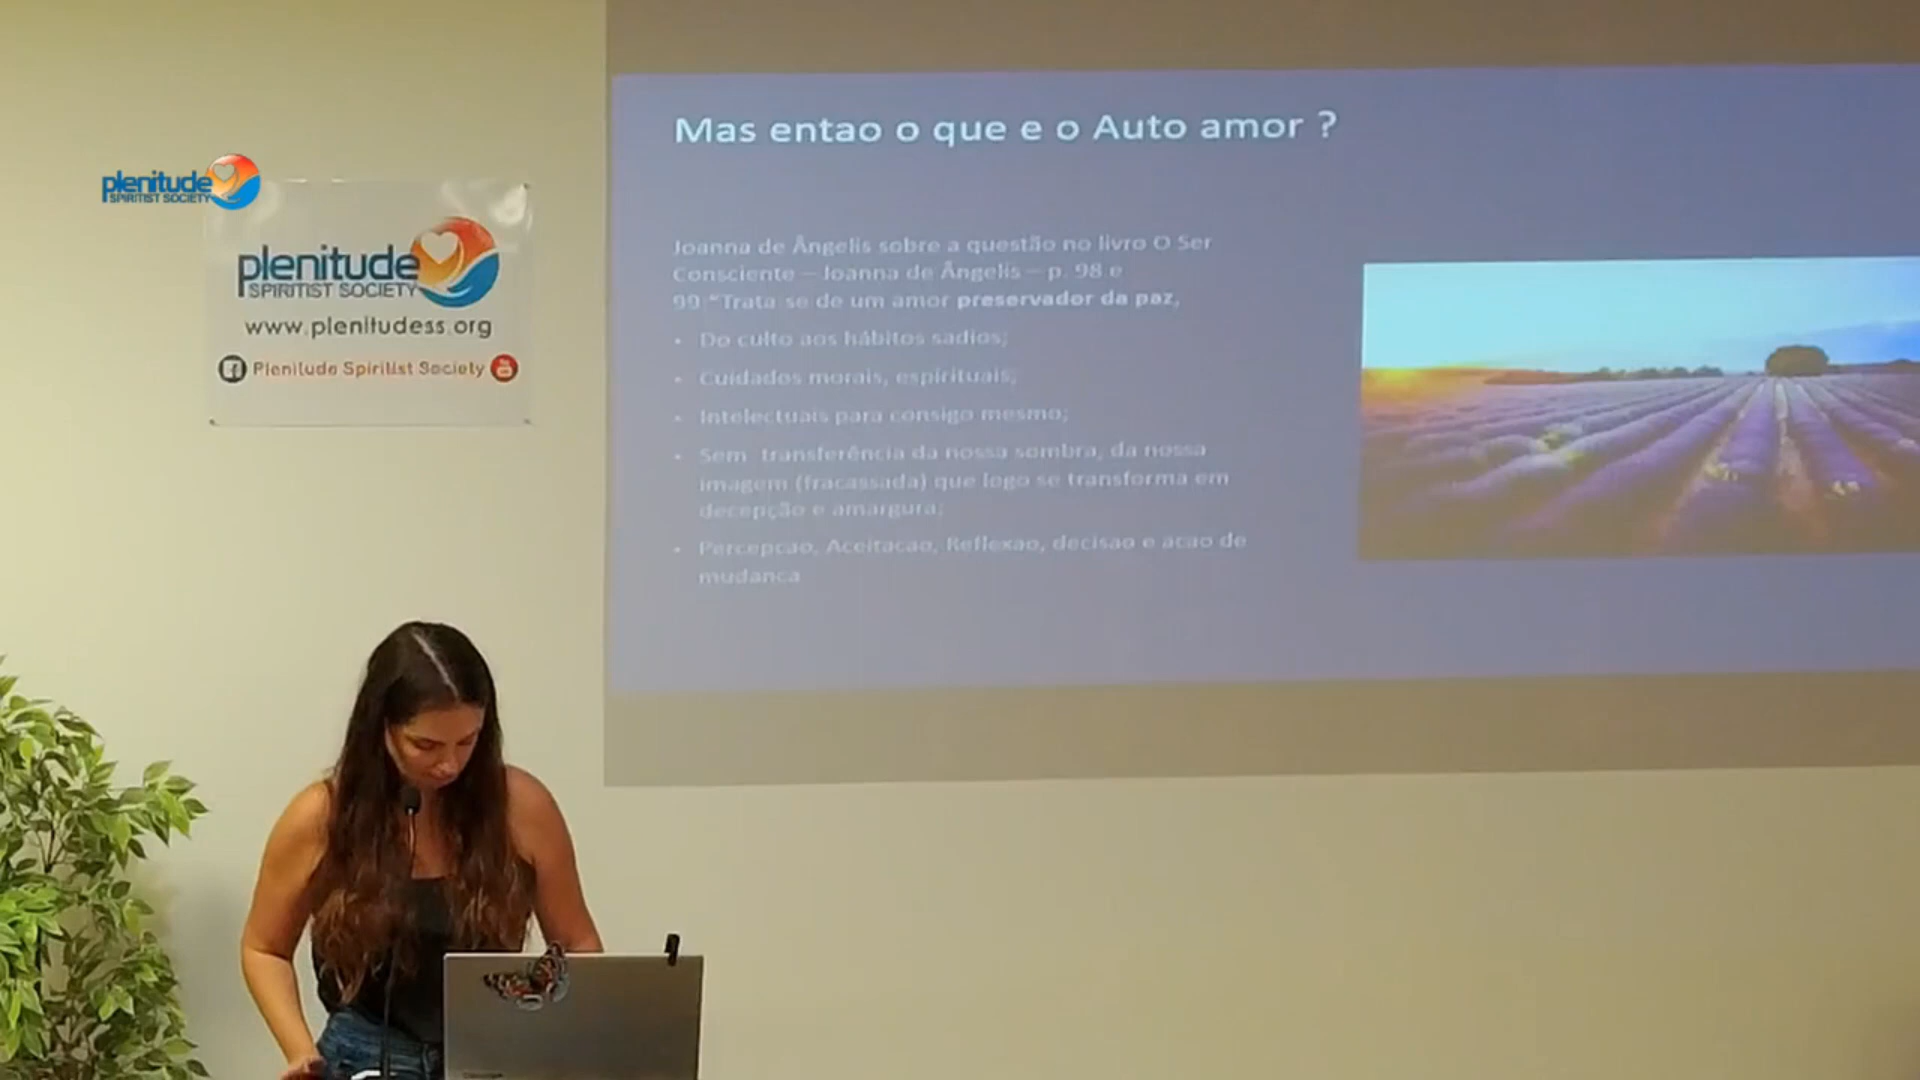 plenitude
SPIRITIST SOCIETY
plenitude
SPIRITIST SOCIETY
www.plenitudess.org
Plenitude Spiritist Society
Mas entao o que e o Auto amor ?
Joanna de Ângelis sobre a questão no livro O Ser
Consciente – Joanna de Ângelis – p. 98 e
99 “Trata se de um amor preservador da paz,
• Do culto aos hábitos sadios;
• Cuidados morais, espirituais;
• Intelectuais para consigo mesmo;
• Sem transferência da nossa sombra, da nossa
imagem (fracassada) que logo se transforma em
decepção e amargura;
• Percepcao, Aceitacao, Reflexao, decisao e acao de
mudanca